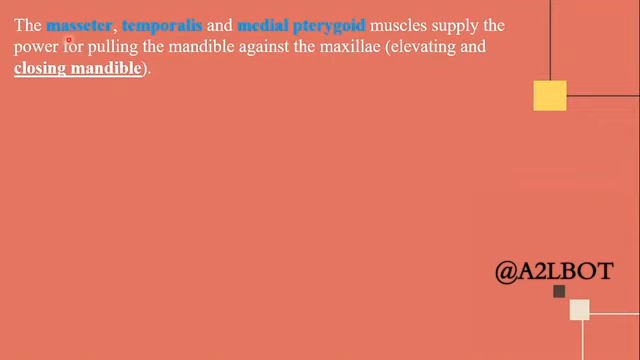 The masseter, temporalis and medial pterygoid muscles supply the
power for pulling the mandible against the maxillae (elevating and
closing mandible).
@A2LBOT